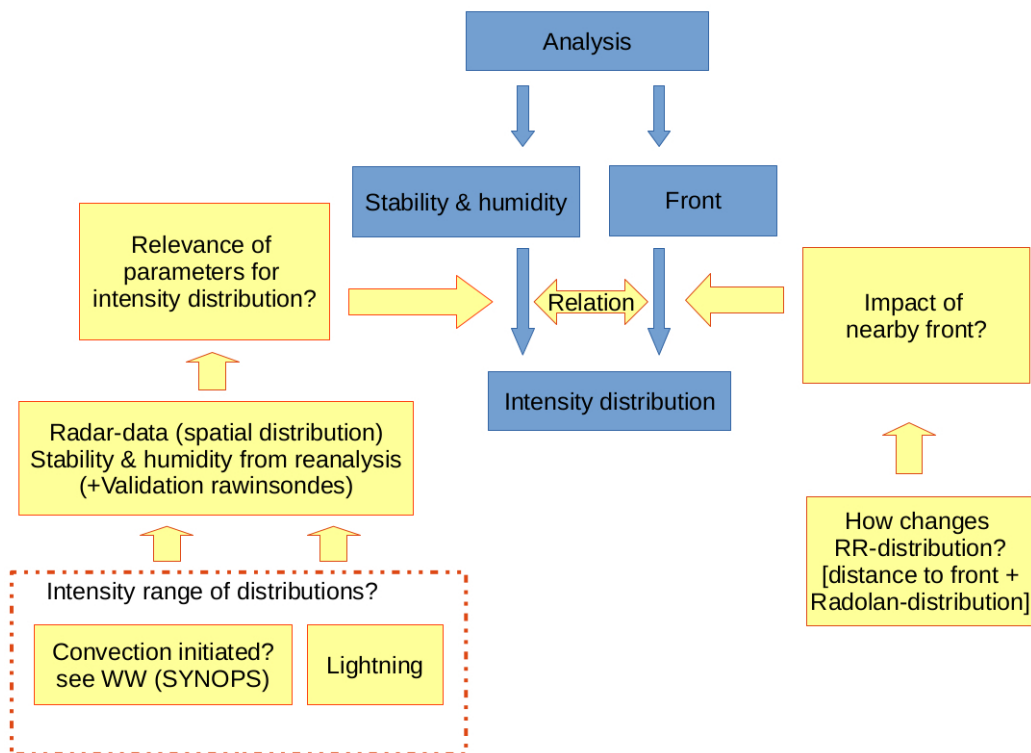 Analysis
Stability & humidity
Front
Relevance of
parameters for
intensity distribution?
Relation
Impact of
nearby front?
Intensity distribution
Radar-data (spatial distribution)
Stability & humidity from reanalysis
(+Validation rawinsondes)
How changes
RR-distribution?
[distance to front +
Radolan-distribution]
Intensity range of distributions?
Convection initiated?
see WW (SYNOPS)
Lightning